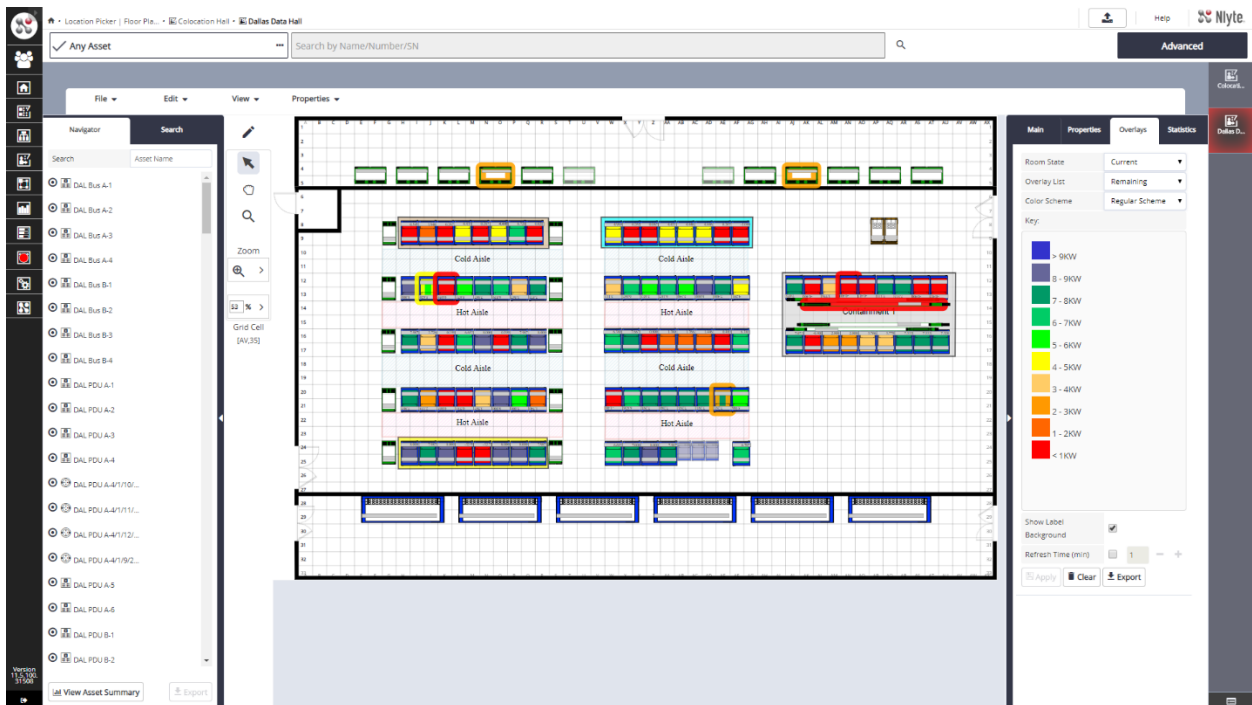 Location Picker | Floor Pla... • Colocation Hall • Dallas Data Hall
Help
Nlyte
Any Asset
Search by Name/Number/SN
Advanced
Colocati...
Dallas D...
File
Edit
View
Properties
Navigator
Search
Search
Asset Name
DAL Bus A-1
DAL Bus A-2
DAL Bus A-3
DAL Bus A-4
DAL Bus B-1
DAL Bus B-2
DAL Bus B-3
DAL Bus B-4
DAL PDU A-1
DAL PDU A-2
DAL PDU A-3
DAL PDU A-4
DAL PDU A-4/1/10/...
DAL PDU A-4/1/11/...
DAL PDU A-4/1/12/...
DAL PDU A-4/1/9/2...
DAL PDU A-5
DAL PDU A-6
DAL PDU B-1
DAL PDU B-2
View Asset Summary
Export
Version
11.5.100.
31508
Zoom
53 %
Grid Cell
[AV,35]
Cold Aisle
Cold Aisle
Hot Aisle
Hot Aisle
Containment 1
Cold Aisle
Cold Aisle
Hot Aisle
Hot Aisle
Main
Properties
Overlays
Statistics
Room State
Current
Overlay List
Remaining
Color Scheme
Regular Scheme
Key:
> 9KW
8 - 9KW
7 - 8KW
6 - 7KW
5 - 6KW
4 - 5KW
3 - 4KW
2 - 3KW
1 - 2KW
< 1KW
Show Label
Background
Refresh Time (min)
1
Apply
Clear
Export